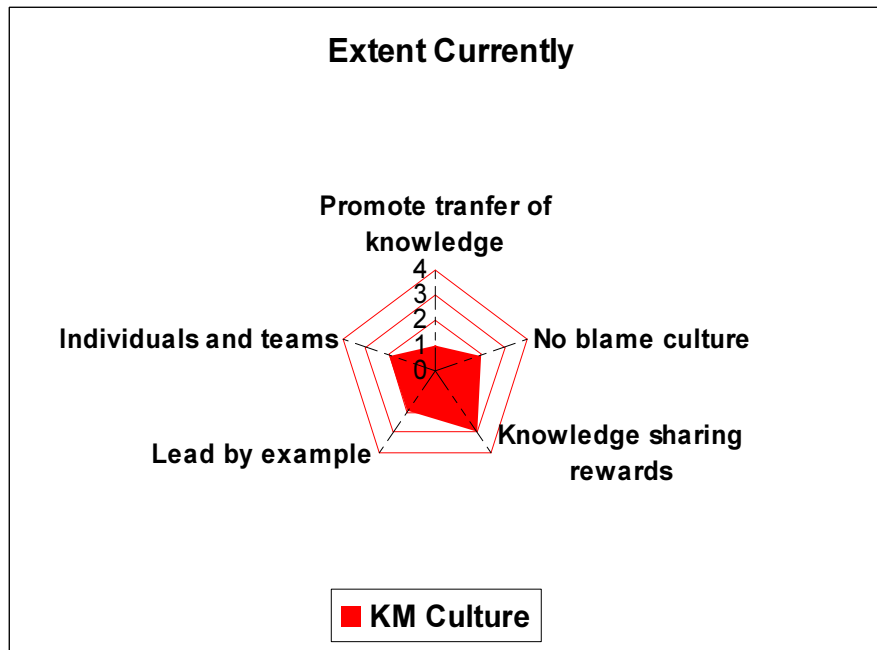 Extent Currently
Promote tranfer of
knowledge
4
3
2
1
0
Individuals and teams
No blame culture
Lead by example
Knowledge sharing
rewards
KM Culture